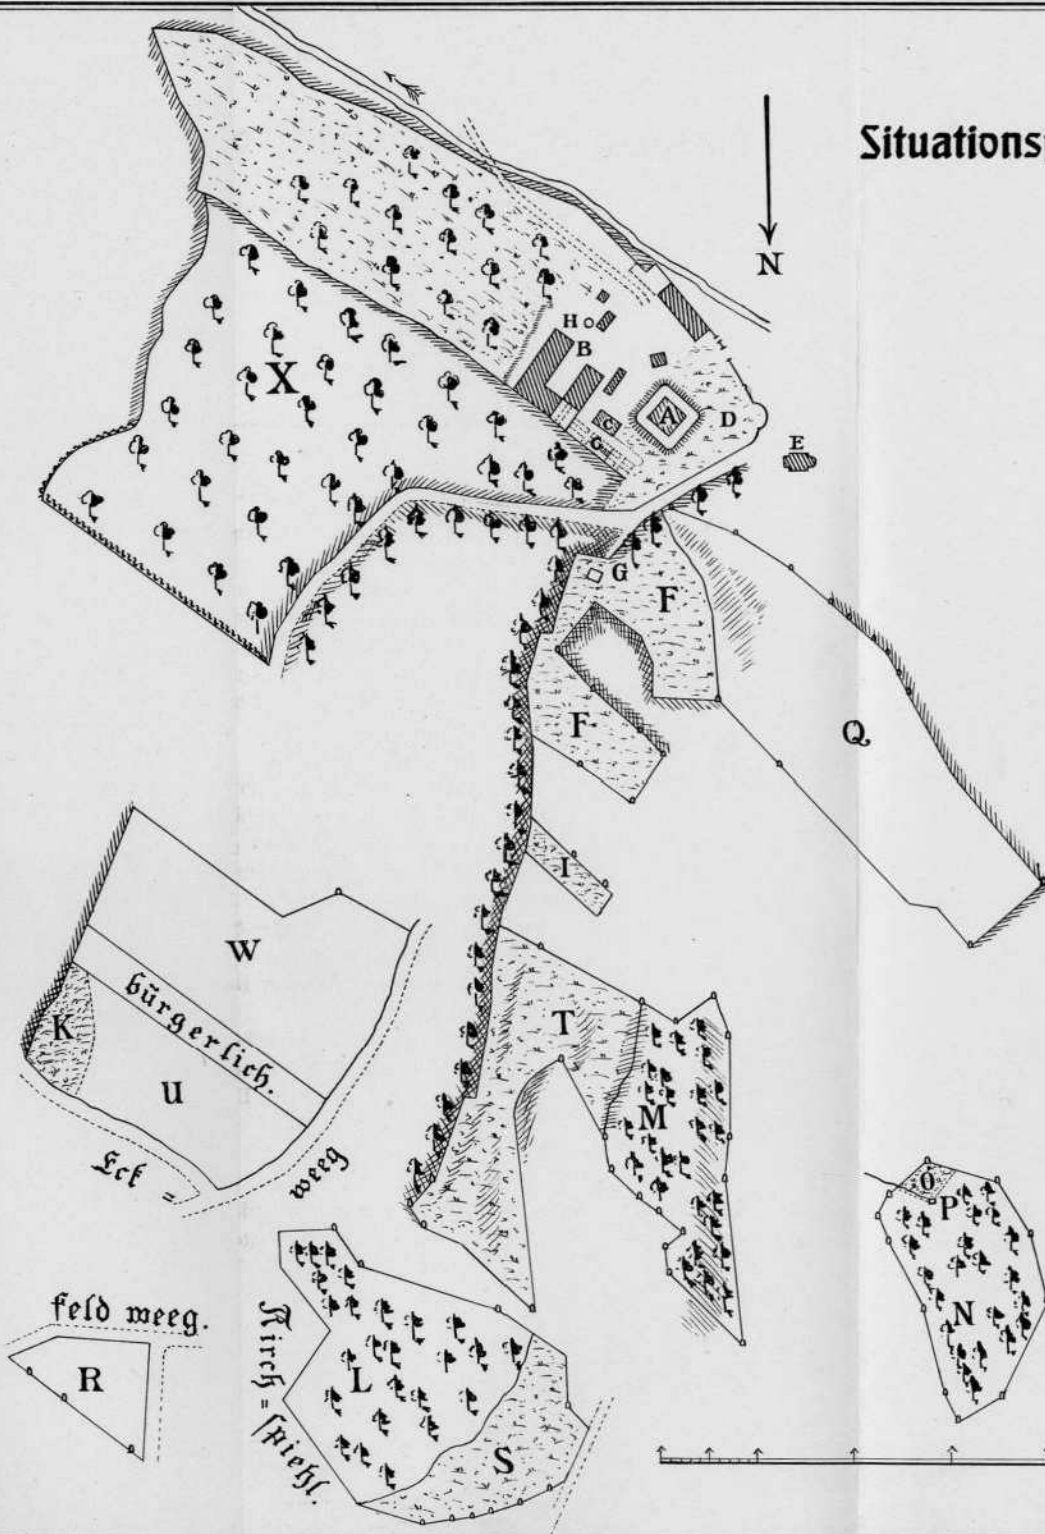 Situations
N
H
B
X
A
C
D
G
E
G
F
F
Q
I
W
bürgerlich.
K
U
T
M
Eck =
weeg
O
P
N
feld weeg.
R
Kirch =
spiehl.
L
S